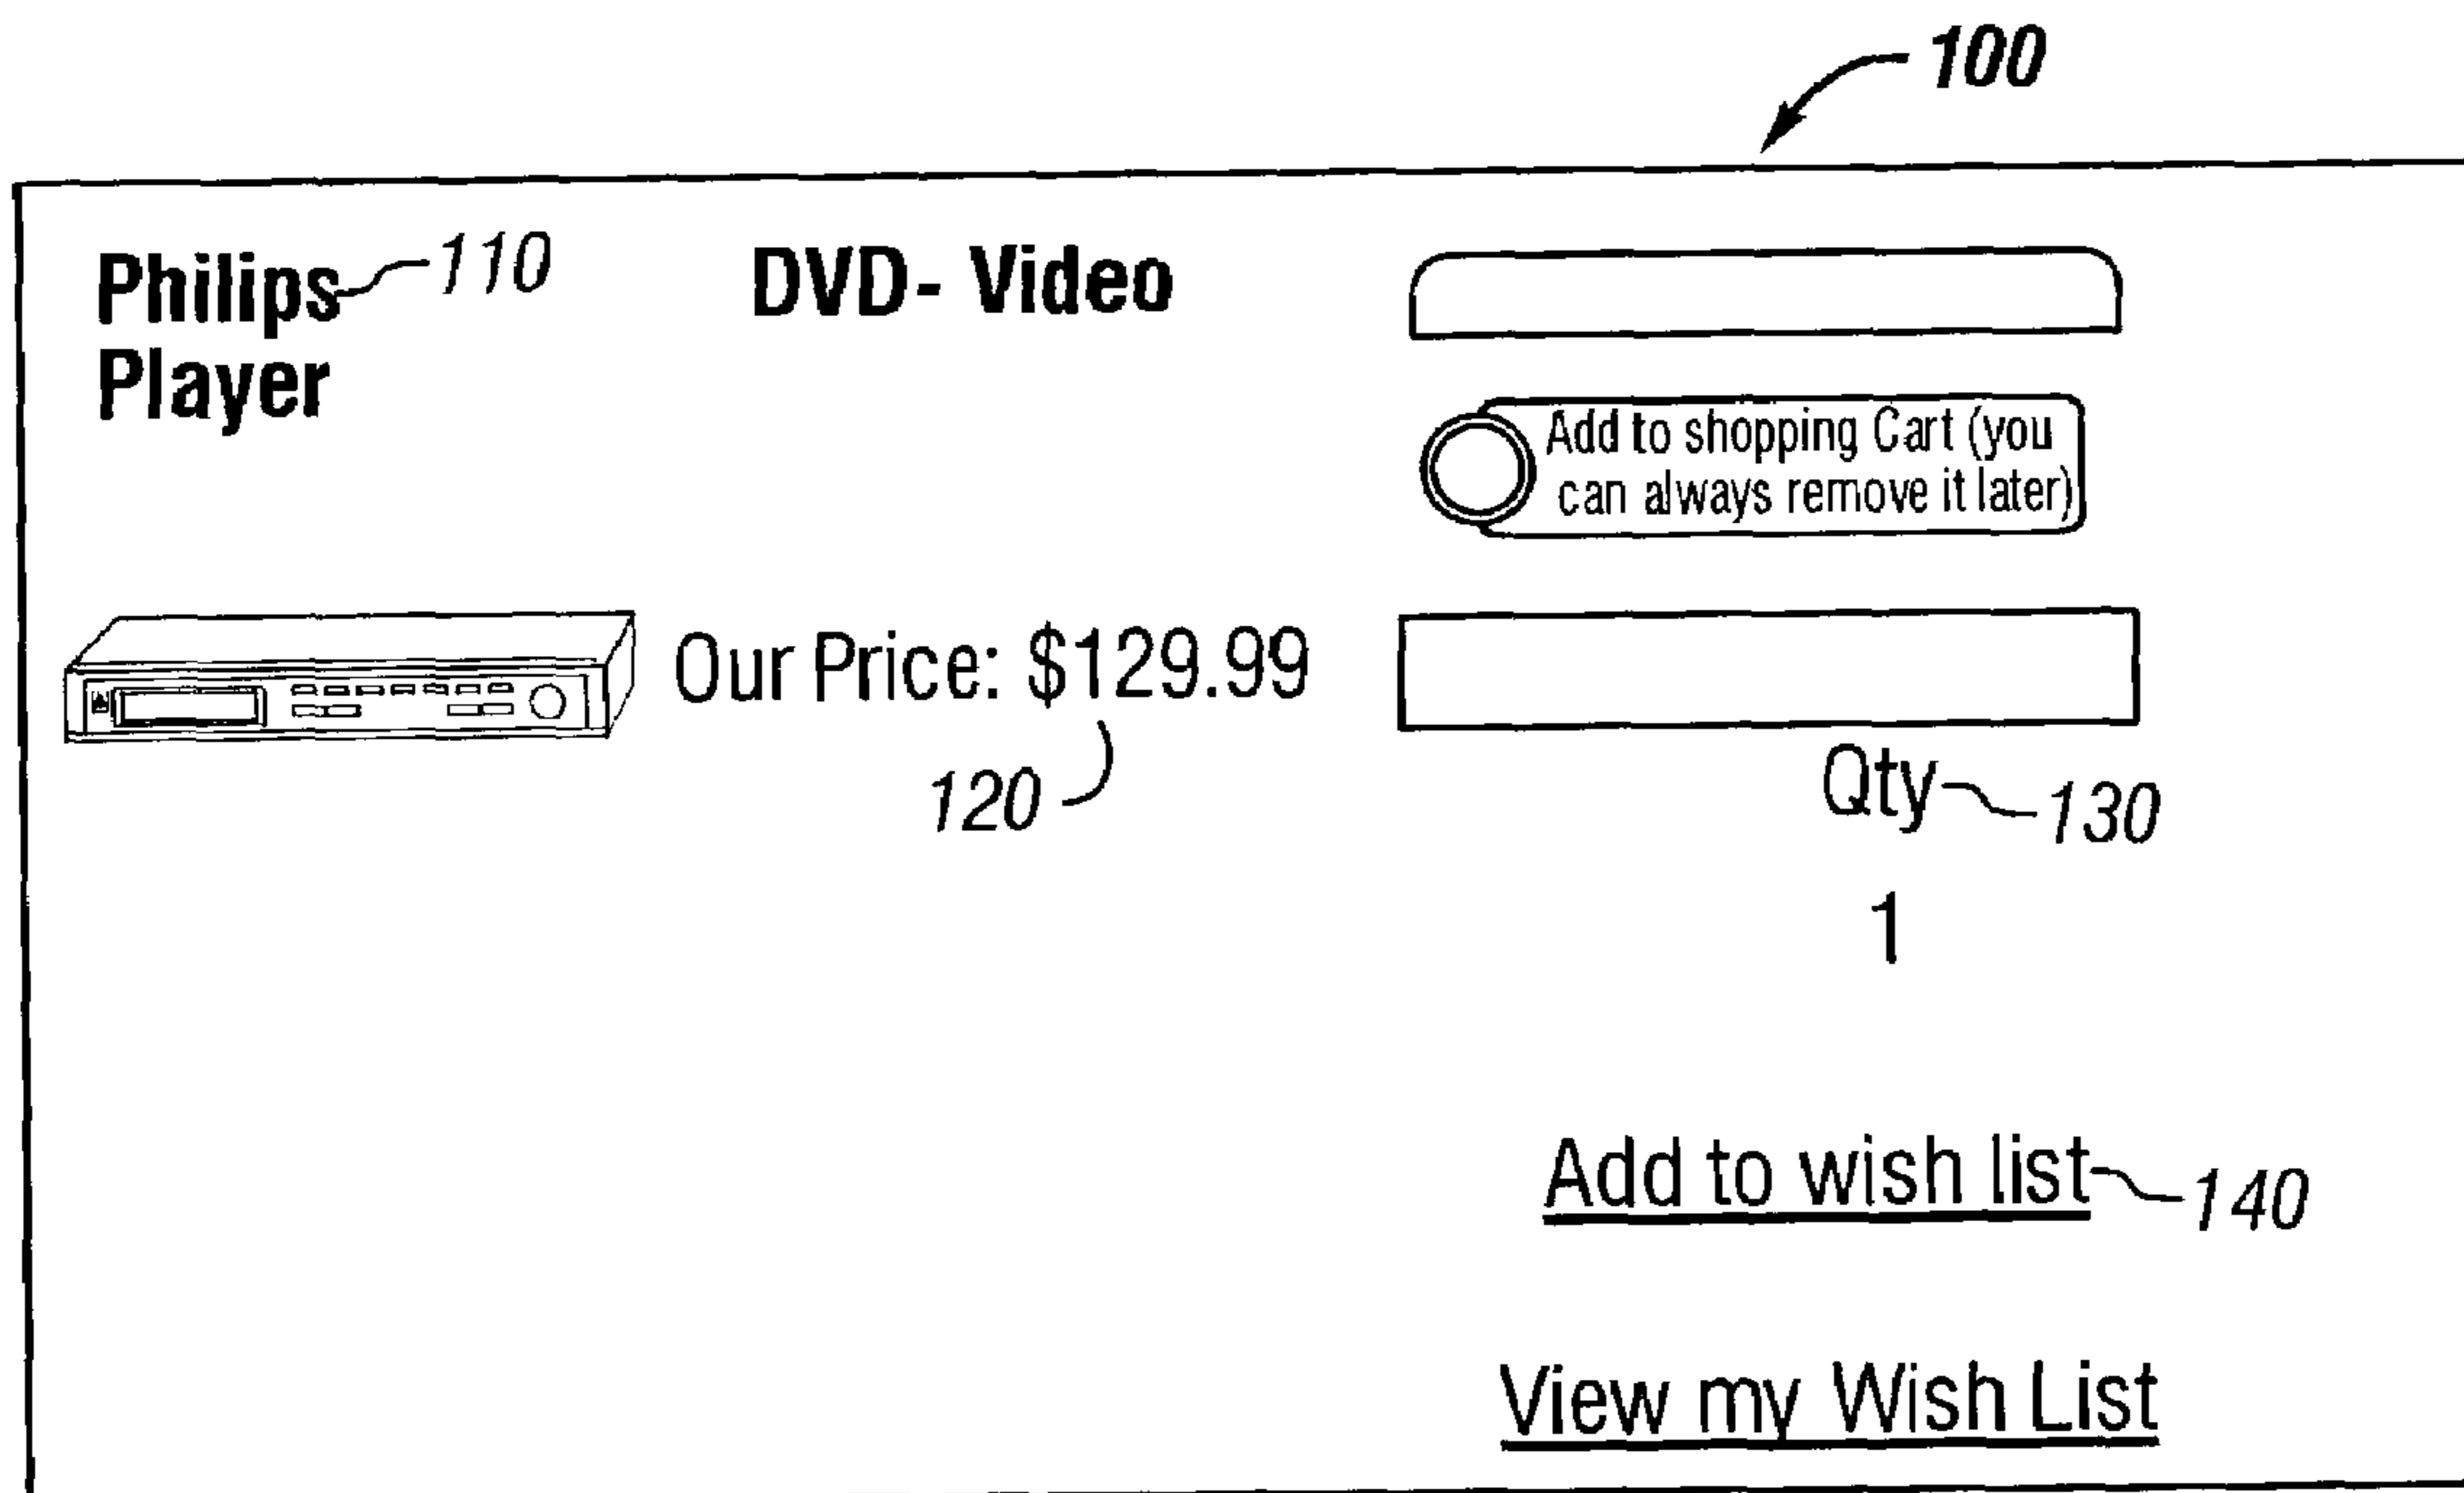 100
Philips 110 DVD- Video
Player
Add to shopping Cart (you
can always remove it later)
Our Price: $129.99
120
Qty 130
1
Add to wish list 140
View my Wish List